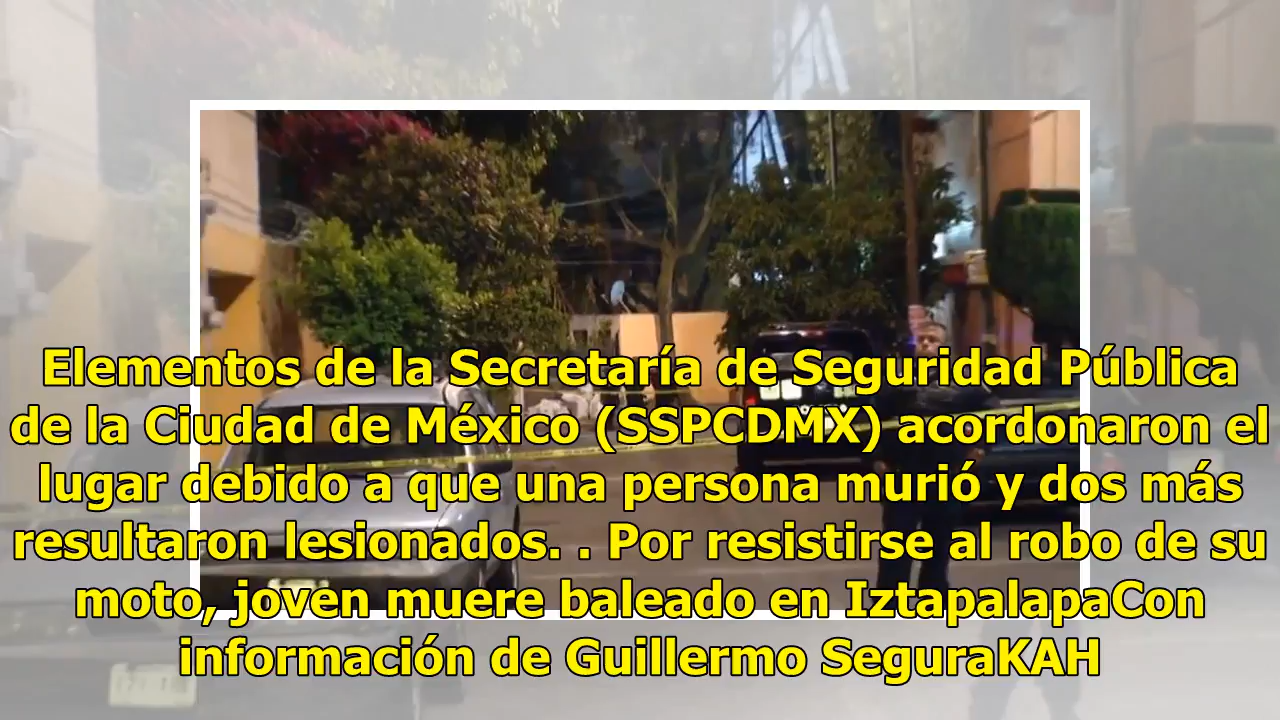 Elementos de la Secretaría de Seguridad Pública
de la Ciudad de México (SSPCDMX) acordonaron el
lugar debido a que una persona murió y dos más
resultaron lesionados. . Por resistirse al robo de su
moto, joven muere baleado en IztapalapaCon
información de Guillermo SeguraKAH